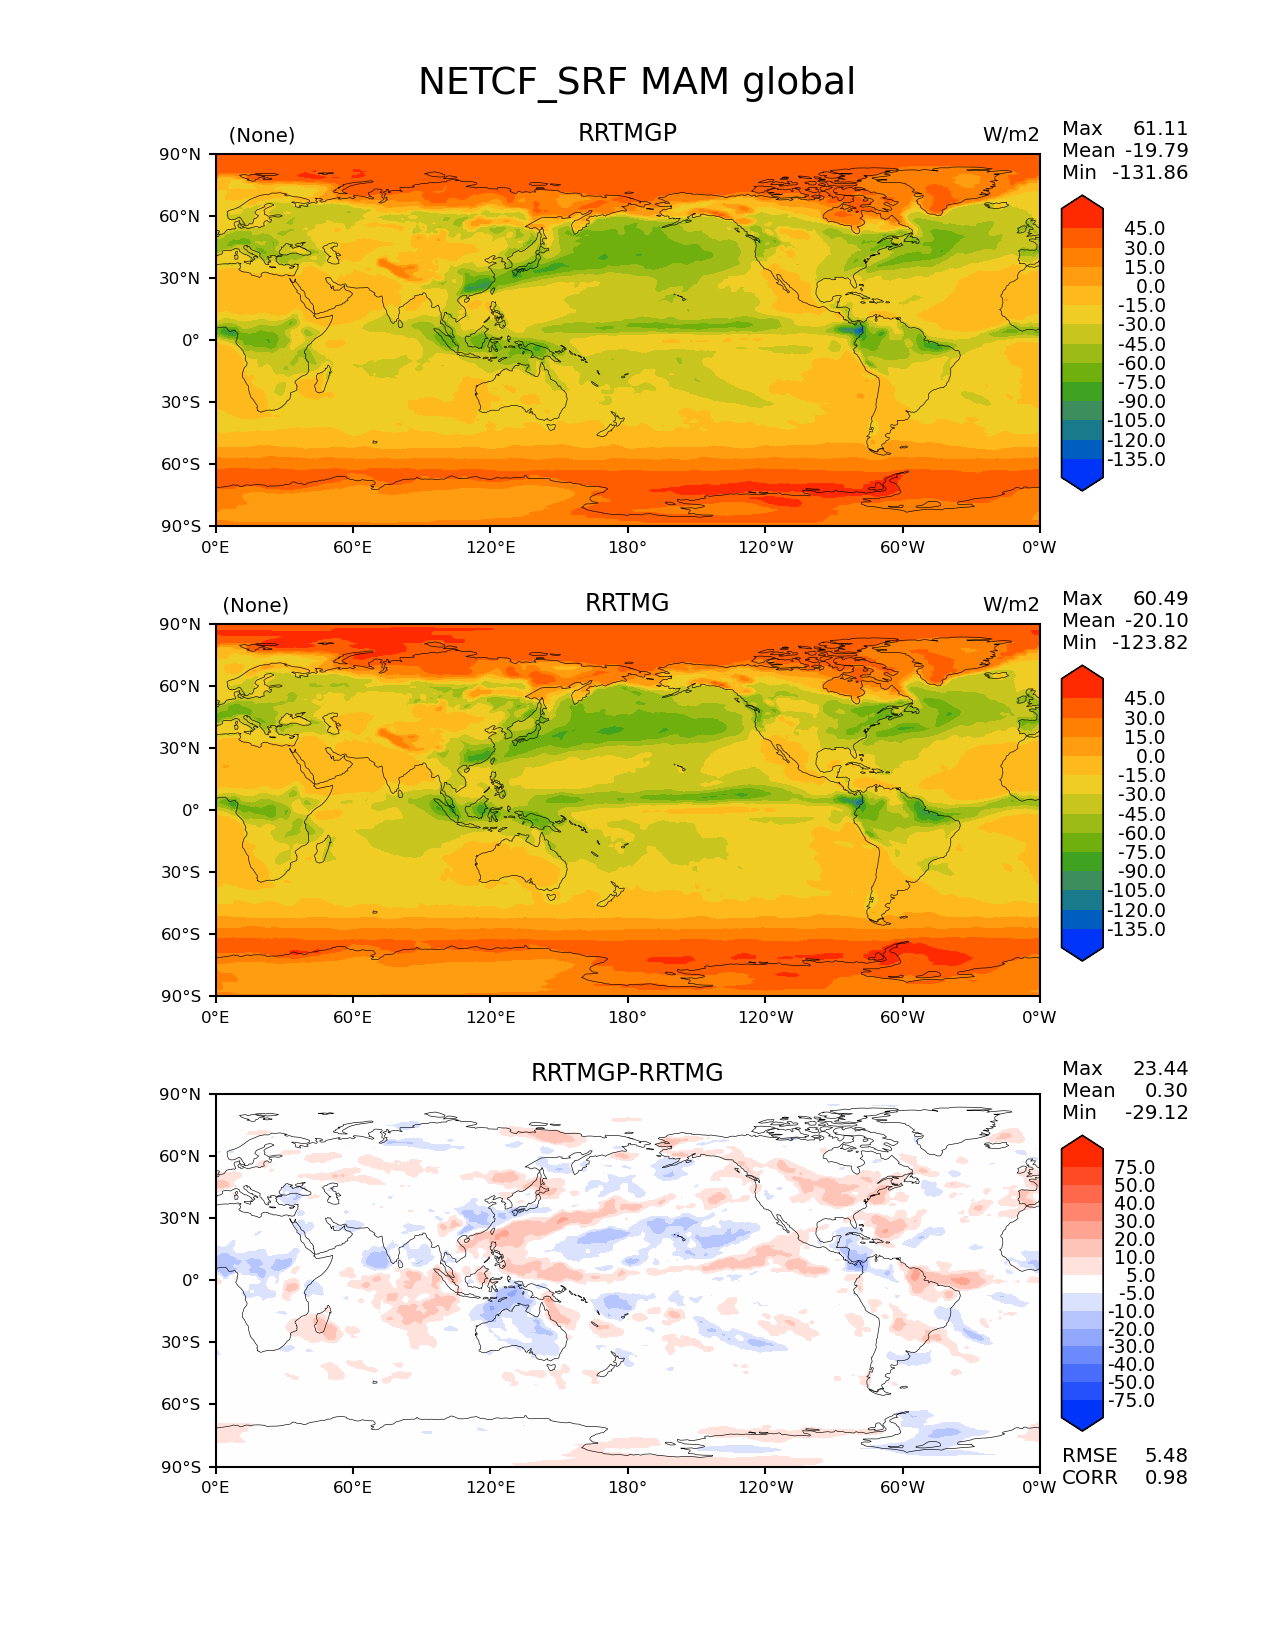 NETCF_SRF MAM global
(None) RRTMGP W/m2
Max 61.11
Mean -19.79
Min -131.86
90°N
60°N
30°N
0°
30°S
60°S
90°S
0°E 60°E 120°E 180° 120°W 60°W 0°W
45.0
30.0
15.0
0.0
-15.0
-30.0
-45.0
-60.0
-75.0
-90.0
-105.0
-120.0
-135.0
(None) RRTMG W/m2
Max 60.49
Mean -20.10
Min -123.82
90°N
60°N
30°N
0°
30°S
60°S
90°S
0°E 60°E 120°E 180° 120°W 60°W 0°W
45.0
30.0
15.0
0.0
-15.0
-30.0
-45.0
-60.0
-75.0
-90.0
-105.0
-120.0
-135.0
RRTMGP-RRTMG
Max 23.44
Mean 0.30
Min -29.12
90°N
60°N
30°N
0°
30°S
60°S
90°S
0°E 60°E 120°E 180° 120°W 60°W 0°W
75.0
50.0
40.0
30.0
20.0
10.0
5.0
-5.0
-10.0
-20.0
-30.0
-40.0
-50.0
-75.0
RMSE 5.48
CORR 0.98